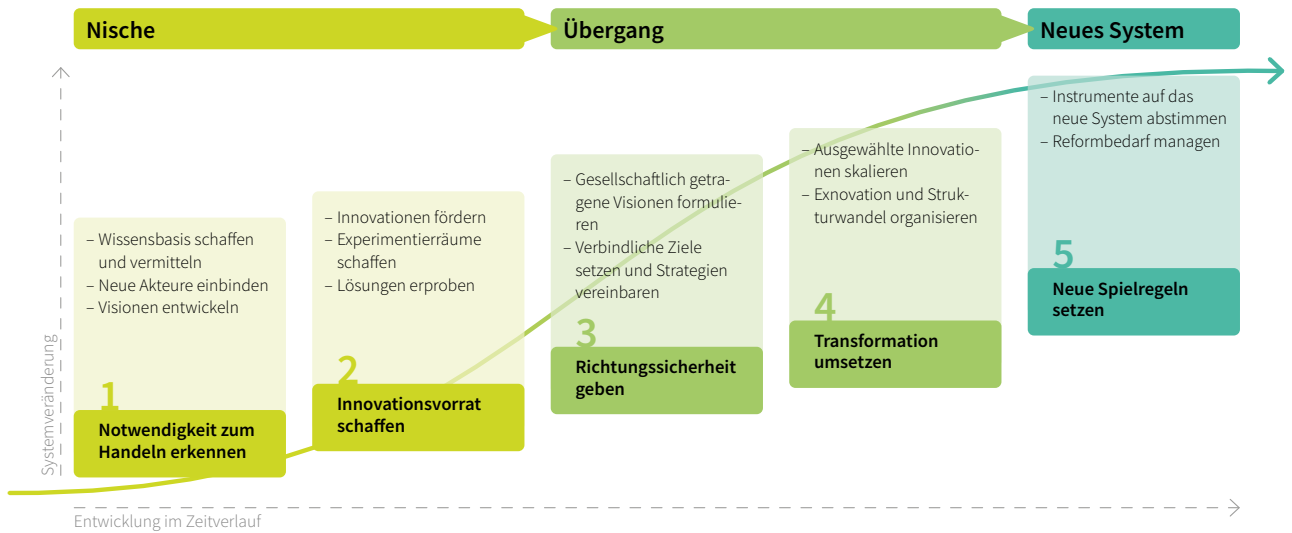 Nische
Übergang
Neues System
– Wissensbasis schaffen
und vermitteln
– Neue Akteure einbinden
– Visionen entwickeln
1
Notwendigkeit zum
Handeln erkennen
– Innovationen fördern
– Experimentierräume
schaffen
– Lösungen erproben
2
Innovationsvorrat
schaffen
– Gesellschaftlich getra-
gene Visionen formulie-
ren
– Verbindliche Ziele
setzen und Strategien
vereinbaren
3
Richtungssicherheit
geben
– Ausgewählte Innovatio-
nen skalieren
– Exnovation und Struk-
turwandel organisieren
4
Transformation
umsetzen
– Instrumente auf das
neue System abstimmen
– Reformbedarf managen
5
Neue Spielregeln
setzen
Systemveränderung
Entwicklung im Zeitverlauf